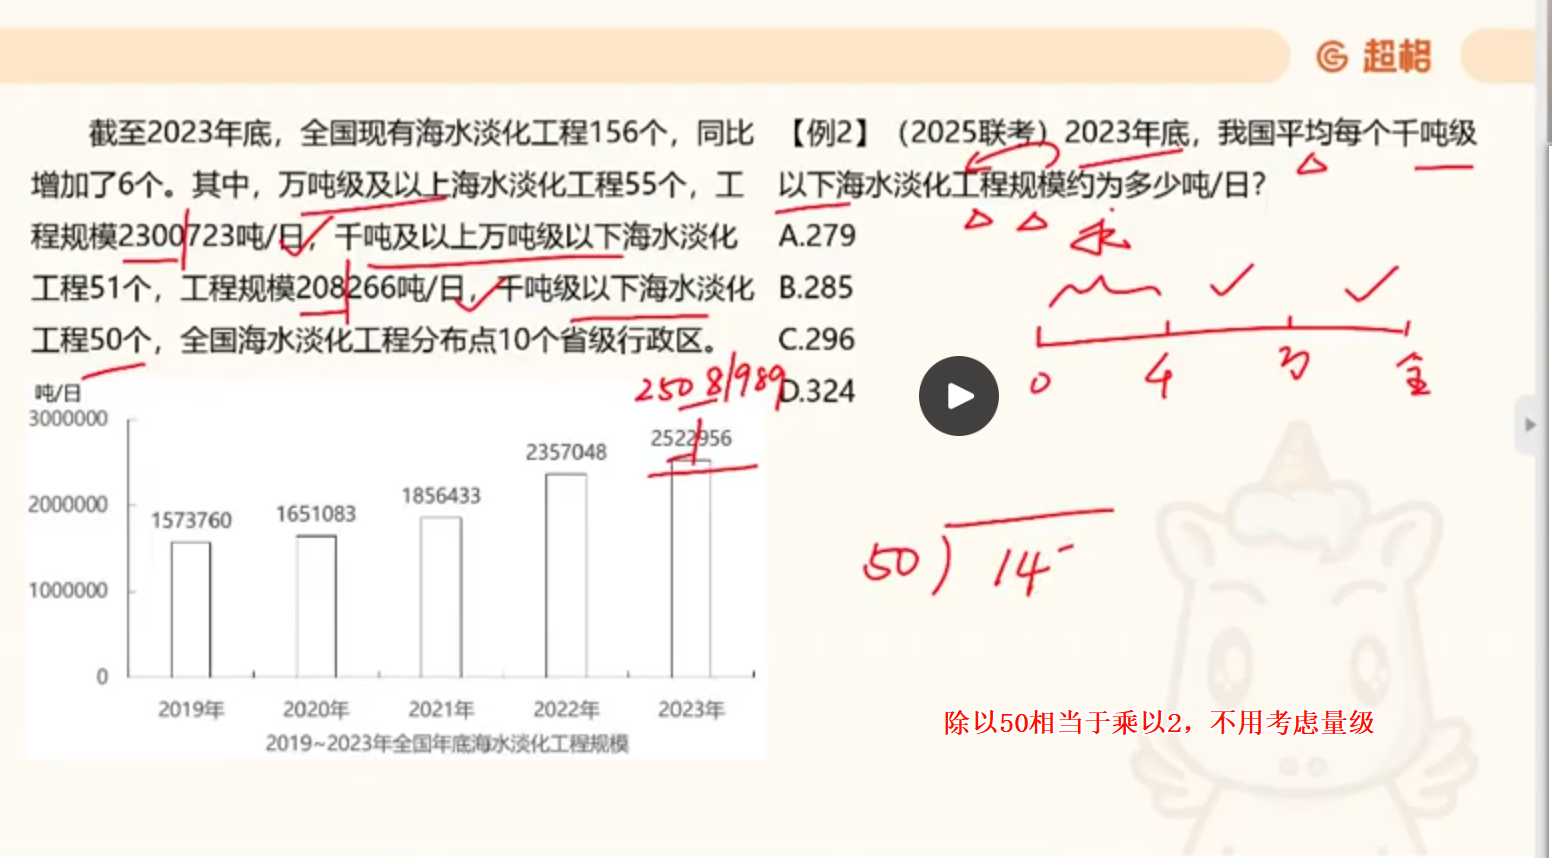 超格
截至2023年底，全国现有海水淡化工程156个，同比
增加了6个。其中，万吨级及以上海水淡化工程55个，工
程规模2300723吨/日，千吨及以上万吨级以下海水淡化
工程51个，工程规模208266吨/日，千吨级以下海水淡化
工程50个，全国海水淡化工程分布点10个省级行政区。
【例2】（2025联考）2023年底，我国平均每个千吨级
以下海水淡化工程规模约为多少吨/日？
A.279
B.285
C.296
D.324
0 千 万 全
2508989
吨/日
3000000
2000000
1000000
0
1573760
1651083
1856433
2357048
2522956
2019年 2020年 2021年 2022年 2023年
2019~2023年全国年底海水淡化工程规模
50) 14
除以50相当于乘以2，不用考虑量级